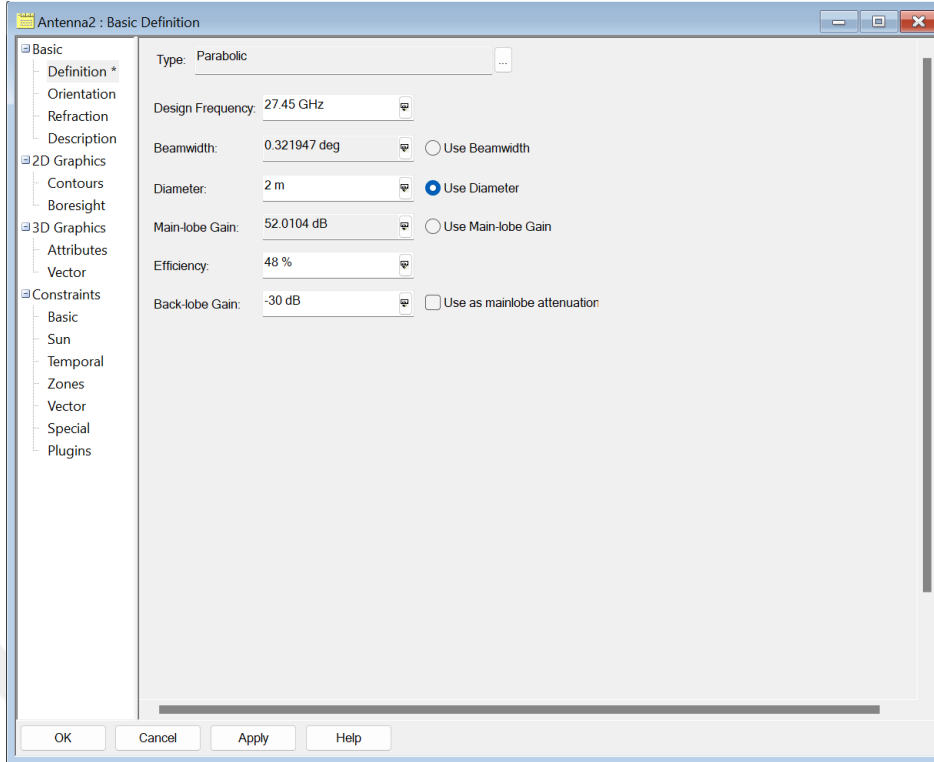 Antenna2 : Basic Definition
Basic
Definition *
Orientation
Refraction
Description
2D Graphics
Contours
Boresight
3D Graphics
Attributes
Vector
Constraints
Basic
Sun
Temporal
Zones
Vector
Special
Plugins
Type: Parabolic ...
Design Frequency: 27.45 GHz
Beamwidth: 0.321947 deg Use Beamwidth
Diameter: 2 m Use Diameter
Main-lobe Gain: 52.0104 dB Use Main-lobe Gain
Efficiency: 48 %
Back-lobe Gain: -30 dB Use as mainlobe attenuation
OK Cancel Apply Help